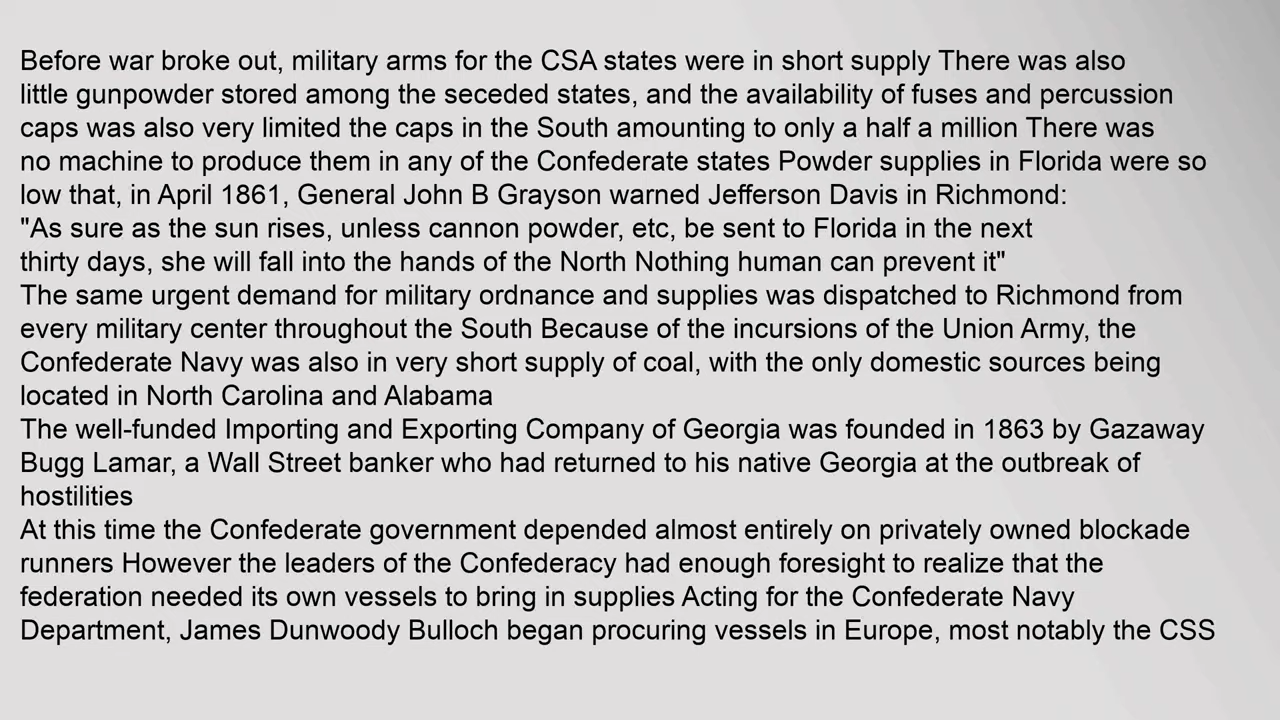 Before war broke out, military arms for the CSA states were in short supply There was also
little gunpowder stored among the seceded states, and the availability of fuses and percussion
caps was also very limited the caps in the South amounting to only a half a million There was
no machine to produce them in any of the Confederate states Powder supplies in Florida were so
low that, in April 1861, General John B Grayson warned Jefferson Davis in Richmond:
"As sure as the sun rises, unless cannon powder, etc, be sent to Florida in the next
thirty days, she will fall into the hands of the North Nothing human can prevent it"
The same urgent demand for military ordnance and supplies was dispatched to Richmond from
every military center throughout the South Because of the incursions of the Union Army, the
Confederate Navy was also in very short supply of coal, with the only domestic sources being
located in North Carolina and Alabama
The well-funded Importing and Exporting Company of Georgia was founded in 1863 by Gazaway
Bugg Lamar, a Wall Street banker who had returned to his native Georgia at the outbreak of
hostilities
At this time the Confederate government depended almost entirely on privately owned blockade
runners However the leaders of the Confederacy had enough foresight to realize that the
federation needed its own vessels to bring in supplies Acting for the Confederate Navy
Department, James Dunwoody Bulloch began procuring vessels in Europe, most notably the CSS